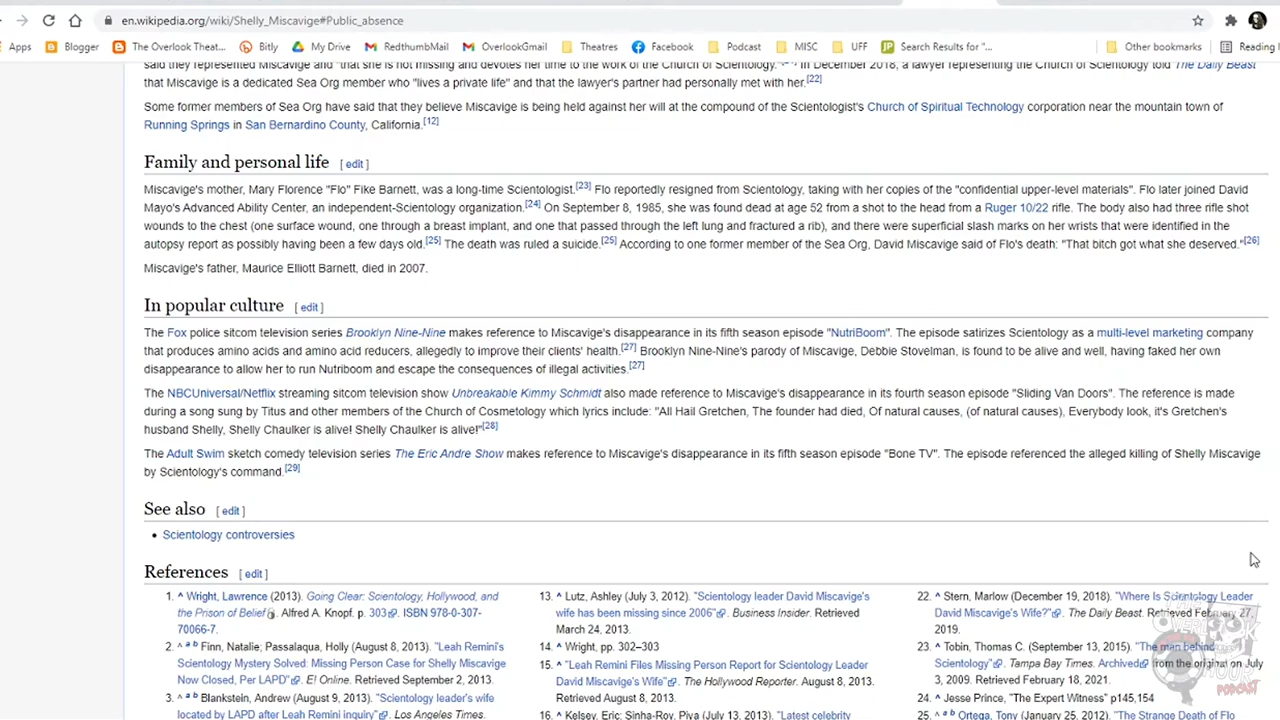 en.wikipedia.org/wiki/Shelly_Miscavige#Public_absence
Apps Blogger The Overlook Theat... Bitly My Drive RedthumbMail OverlookGmail Theatres Facebook Podcast MISC UFF Search Results for "... Other bookmarks Reading
said they represented Miscavige and "that she is not missing and devotes her time to the work of the Church of Scientology." In December 2018, a lawyer representing the Church of Scientology told The Daily Beast
that Miscavige is a dedicated Sea Org member who "lives a private life" and that the lawyer's partner had personally met with her.[22]
Some former members of Sea Org have said that they believe Miscavige is being held against her will at the compound of the Scientologist's Church of Spiritual Technology corporation near the mountain town of
Running Springs in San Bernardino County, California.[12]
Family and personal life [ edit ]
Miscavige's mother, Mary Florence "Flo" Fike Barnett, was a long-time Scientologist.[23] Flo reportedly resigned from Scientology, taking with her copies of the "confidential upper-level materials". Flo later joined David
Mayo's Advanced Ability Center, an independent-Scientology organization.[24] On September 8, 1985, she was found dead at age 52 from a shot to the head from a Ruger 10/22 rifle. The body also had three rifle shot
wounds to the chest (one surface wound, one through a breast implant, and one that passed through the left lung and fractured a rib), and there were superficial slash marks on her wrists that were identified in the
autopsy report as possibly having been a few days old.[25] The death was ruled a suicide.[25] According to one former member of the Sea Org, David Miscavige said of Flo's death: "That bitch got what she deserved."[26]
Miscavige's father, Maurice Elliott Barnett, died in 2007.
In popular culture [ edit ]
The Fox police sitcom television series Brooklyn Nine-Nine makes reference to Miscavige's disappearance in its fifth season episode "NutriBoom". The episode satirizes Scientology as a multi-level marketing company
that produces amino acids and amino acid reducers, allegedly to improve their clients' health.[27] Brooklyn Nine-Nine's parody of Miscavige, Debbie Stovelman, is found to be alive and well, having faked her own
disappearance to allow her to run Nutriboom and escape the consequences of illegal activities.[27]
The NBCUniversal/Netflix streaming sitcom television show Unbreakable Kimmy Schmidt also made reference to Miscavige's disappearance in its fourth season episode "Sliding Van Doors". The reference is made
during a song sung by Titus and other members of the Church of Cosmetology which lyrics include: "All Hail Gretchen, The founder had died, Of natural causes, (of natural causes), Everybody look, it's Gretchen's
husband Shelly, Shelly Chaulker is alive! Shelly Chaulker is alive!"[28]
The Adult Swim sketch comedy television series The Eric Andre Show makes reference to Miscavige's disappearance in its fifth season episode "Bone TV". The episode referenced the alleged killing of Shelly Miscavige
by Scientology's command.[29]
See also [ edit ]
• Scientology controversies
References [ edit ]
1. ^ Wright, Lawrence (2013). Going Clear: Scientology, Hollywood, and
the Prison of Belief. Alfred A. Knopf. p. 303. ISBN 978-0-307-
70066-7.
2. ^ a b Finn, Natalie; Passalaqua, Holly (August 8, 2013). "Leah Remini's
Scientology Mystery Solved: Missing Person Case for Shelly Miscavige
Now Closed, Per LAPD". E! Online. Retrieved September 2, 2013.
3. ^ a b Blankstein, Andrew (August 9, 2013). "Scientology leader's wife
located by LAPD after Leah Remini inquiry". Los Angeles Times.
13. ^ Lutz, Ashley (July 3, 2012). "Scientology leader David Miscavige's
wife has been missing since 2006". Business Insider. Retrieved
March 24, 2013.
14. ^ Wright, pp. 302–303
15. ^ "Leah Remini Files Missing Person Report for Scientology Leader
David Miscavige's Wife". The Hollywood Reporter. August 8, 2013.
Retrieved August 8, 2013.
16. ^ Kelsey, Eric; Sinha-Roy, Piya (July 13, 2013). "Latest celebrity
22. ^ Stern, Marlow (December 19, 2018). "Where Is Scientology Leader
David Miscavige's Wife?". The Daily Beast. Retrieved February 27,
2019.
23. ^ Tobin, Thomas C. (September 13, 2015). "The man behind
Scientology". Tampa Bay Times. Archived from the original on July
3, 2009. Retrieved February 18, 2021.
24. ^ Jesse Prince, "The Expert Witness" p145,154
25. ^ a b Ortega, Tony (January 25, 2012). "The Strange Death of Flo
OVERLOOK
HOUR
PODCAST